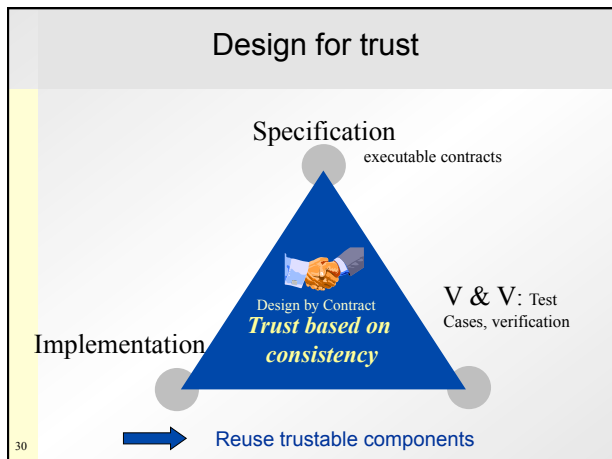 Design for trust
Specification
executable contracts
Design by Contract
Trust based on
consistency
V & V: Test
Cases, verification
Implementation
Reuse trustable components
30